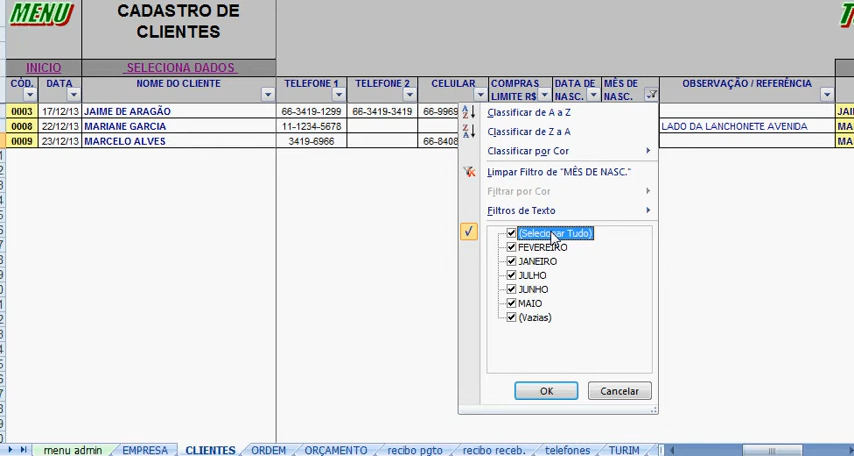 MENU
CADASTRO DE
CLIENTES
INICIO
SELECIONA DADOS
CÓD. DATA NOME DO CLIENTE TELEFONE 1 TELEFONE 2 CELULAR COMPRAS LIMITE R$ DATA DE NASC. MÊS DE NASC. OBSERVAÇÃO / REFERÊNCIA
0003 17/12/13 JAIME DE ARAGÃO 66-3419-1299 66-3419-3419 66-9969
0008 22/12/13 MARIANE GARCIA 11-1234-5678 LADO DA LANCHONETE AVENIDA
0009 23/12/13 MARCELO ALVES 3419-6966 66-8408
Classificar de A a Z
Classificar de Z a A
Classificar por Cor
Limpar Filtro de "MÊS DE NASC."
Filtrar por Cor
Filtros de Texto
(Selecionar Tudo)
FEVEREIRO
JANEIRO
JULHO
JUNHO
MAIO
(Vazias)
OK Cancelar
menu admin EMPRESA CLIENTES ORDEM ORÇAMENTO recibo pgto recibo receb. telefones TURIM